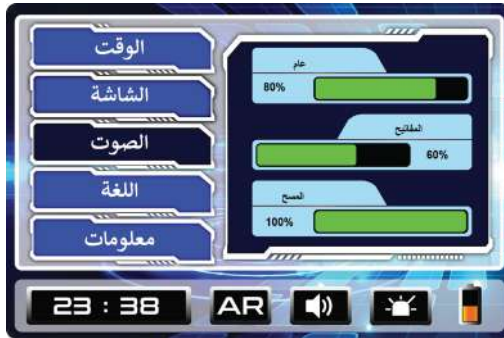 الوقت
الشاشة
الصوت
اللغة
معلومات
عام
80%
المفاتيح
60%
المسح
100%
23 : 38
AR